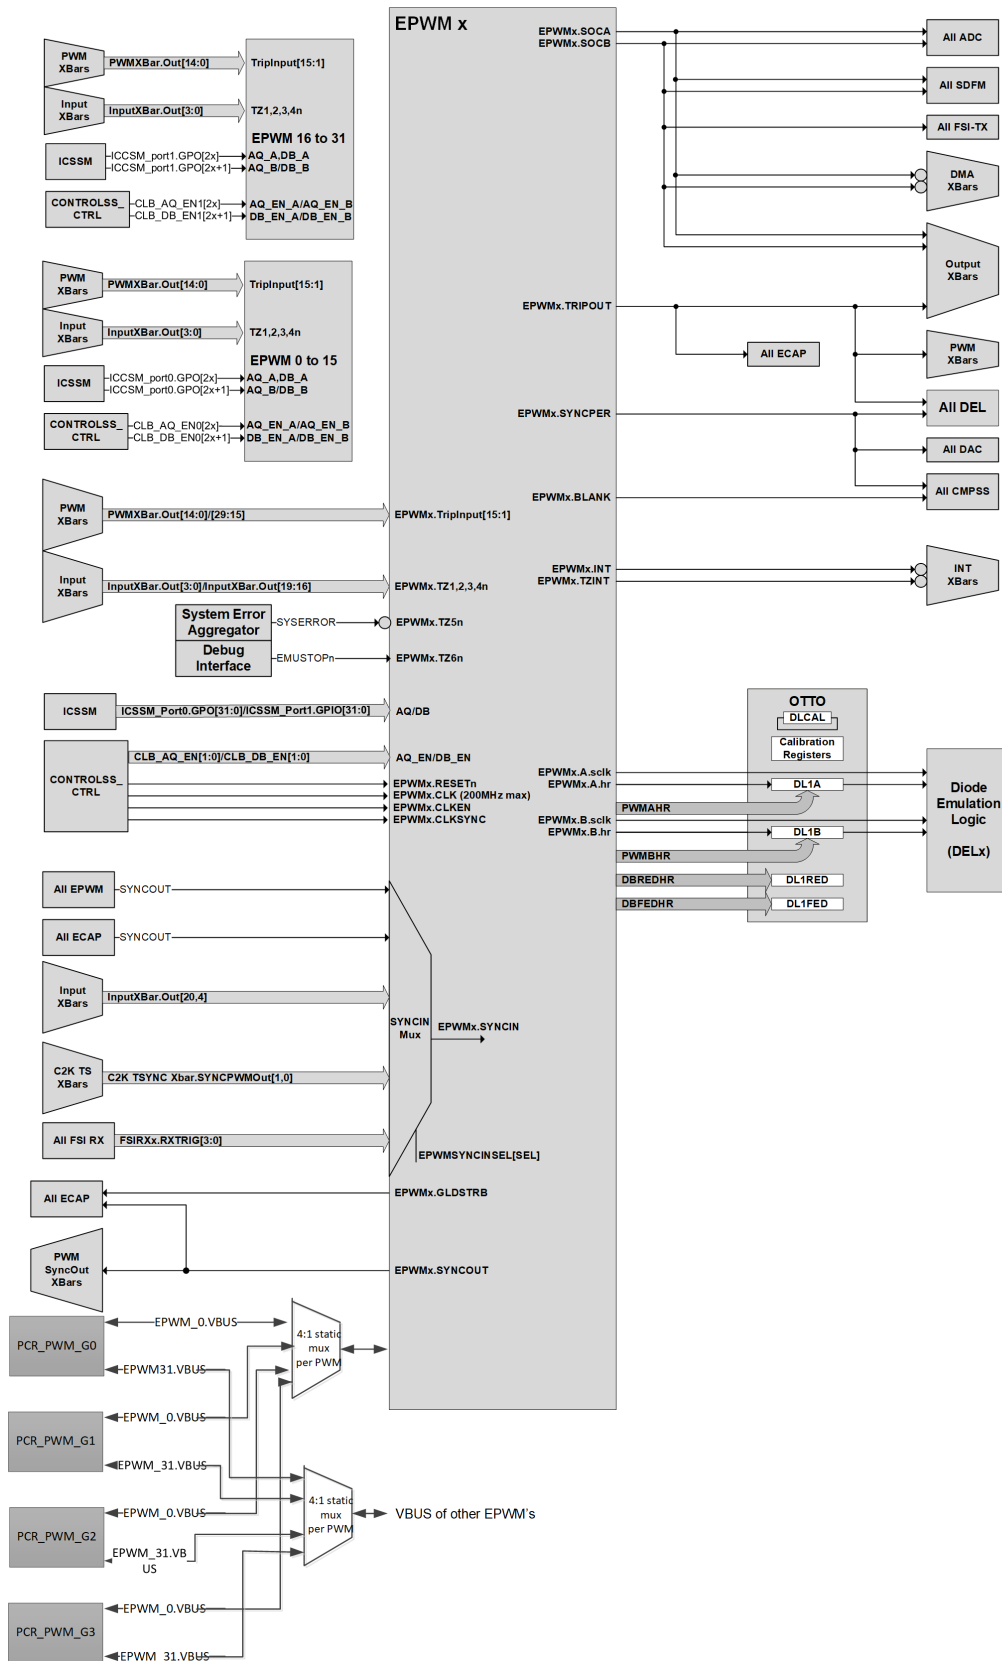 EPWM x
PWM
XBars
PWMXBar.Out[14:0]
TripInput[15:1]
Input
XBars
InputXBar.Out[3:0]
TZ1,2,3,4n
EPWM 16 to 31
ICSSM
ICCSM_port1.GPO[2x]
ICCSM_port1.GPO[2x+1]
AQ_A,DB_A
AQ_B/DB_B
CONTROLSS_
CTRL
CLB_AQ_EN1[2x]
CLB_DB_EN1[2x+1]
AQ_EN_A/AQ_EN_B
DB_EN_A/DB_EN_B
PWM
XBars
PWMXBar.Out[14:0]
TripInput[15:1]
Input
XBars
InputXBar.Out[3:0]
TZ1,2,3,4n
EPWM 0 to 15
ICSSM
ICCSM_port0.GPO[2x]
ICCSM_port0.GPO[2x+1]
AQ_A,DB_A
AQ_B/DB_B
CONTROLSS_
CTRL
CLB_AQ_EN0[2x]
CLB_DB_EN0[2x+1]
AQ_EN_A/AQ_EN_B
DB_EN_A/DB_EN_B
PWM
XBars
PWMXBar.Out[14:0]/[29:15]
EPWMx.TripInput[15:1]
Input
XBars
InputXBar.Out[3:0]/InputXBar.Out[19:16]
EPWMx.TZ1,2,3,4n
System Error
Aggregator
SYSERROR
EPWMx.TZ5n
Debug
Interface
EMUSTOPn
EPWMx.TZ6n
ICSSM
ICSSM_Port0.GPO[31:0]/ICSSM_Port1.GPIO[31:0]
AQ/DB
CONTROLSS_
CTRL
CLB_AQ_EN[1:0]/CLB_DB_EN[1:0]
AQ_EN/DB_EN
EPWMx.RESETn
EPWMx.CLK (200MHz max)
EPWMx.CLKEN
EPWMx.CLKSYNC
All EPWM
SYNCOUT
All ECAP
SYNCOUT
Input
XBars
InputXBar.Out[20,4]
SYNCIN
Mux
EPWMx.SYNCIN
C2K TS
XBars
C2K TSYNC Xbar.SYNCPWMOut[1,0]
All FSI RX
FSIRXx.RXTRIG[3:0]
EPWMSYNCINSEL[SEL]
All ECAP
EPWMx.GLDSTRB
PWM
SyncOut
XBars
EPWMx.SYNCOUT
EPWMx.SOCA
EPWMx.SOCB
All ADC
All SDFM
All FSI-TX
DMA
XBars
Output
XBars
EPWMx.TRIPOUT
All ECAP
PWM
XBars
All DEL
EPWMx.SYNCPER
All DAC
All CMPSS
EPWMx.BLANK
EPWMx.INT
EPWMx.TZINT
INT
XBars
OTTO
DLCAL
Calibration
Registers
EPWMx.A.sclk
EPWMx.A.hr
DL1A
PWMAHR
EPWMx.B.sclk
EPWMx.B.hr
DL1B
PWMBHR
DBREDHR
DL1RED
DBFEDHR
DL1FED
Diode
Emulation
Logic
(DELx)
PCR_PWM_G0
EPWM_0.VBUS
EPWM31.VBUS
4:1 static
mux
per PWM
PCR_PWM_G1
EPWM_0.VBUS
EPWM_31.VBUS
4:1 static
mux
per PWM
VBUS of other EPWM's
PCR_PWM_G2
EPWM_0.VBUS
EPWM_31.VB
US
PCR_PWM_G3
EPWM_0.VBUS
EPWM_31.VBUS